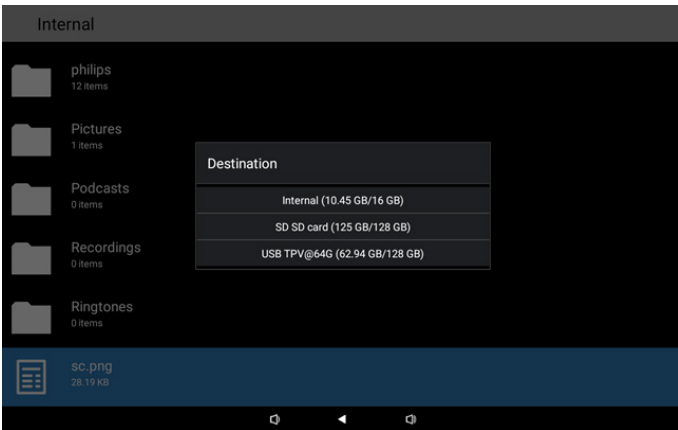 Internal
philips
12 items
Pictures
1 items
Podcasts
0 items
Recordings
0 items
Ringtones
0 items
sc.png
28.19 KB
Destination
Internal (10.45 GB/16 GB)
SD SD card (125 GB/128 GB)
USB TPV@64G (62.94 GB/128 GB)